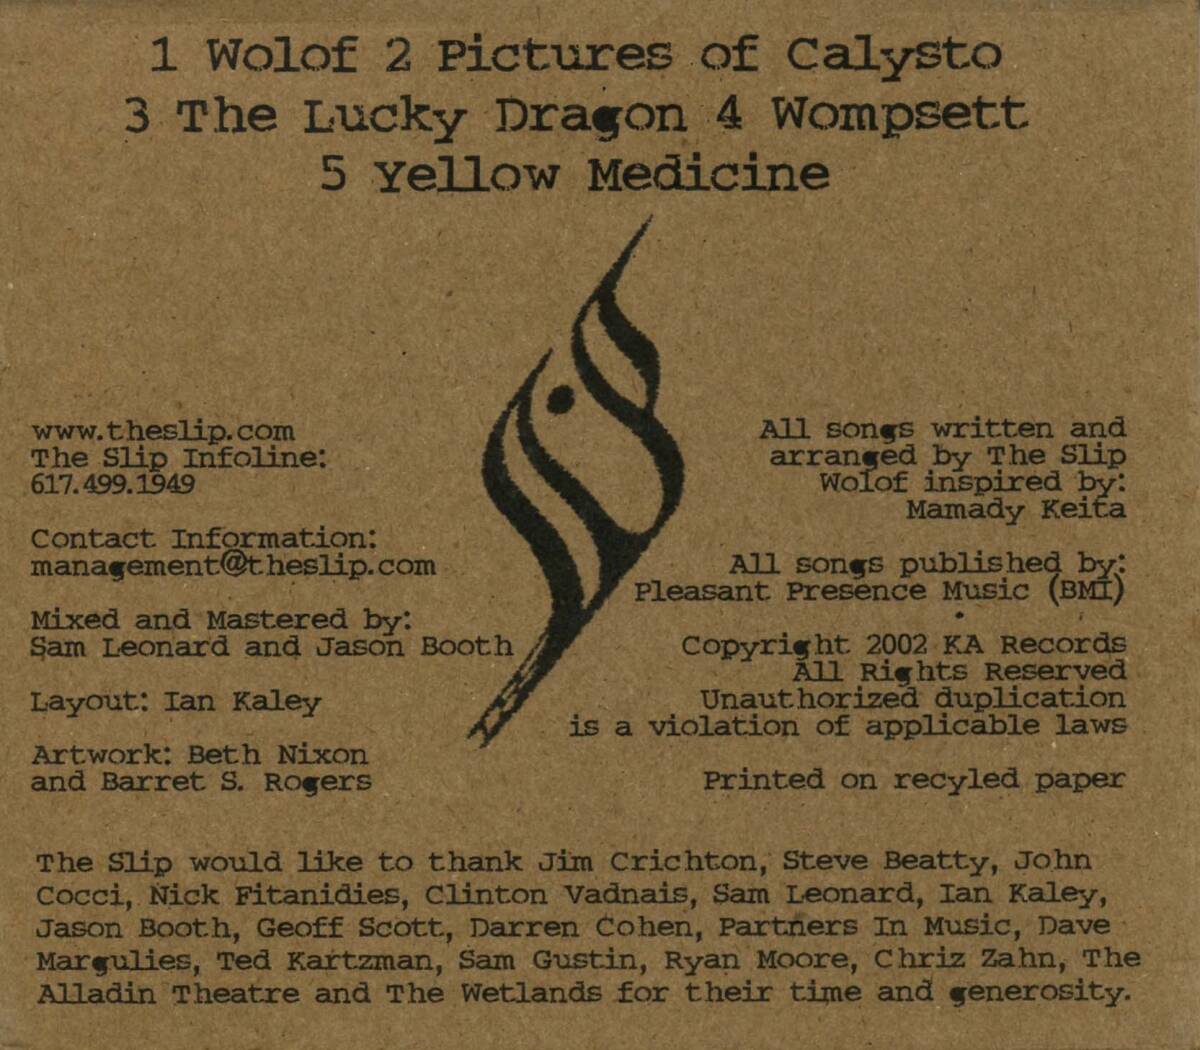 1 Wolof 2 Pictures of Calysto
3 The Lucky Dragon 4 Wompsett
5 Yellow Medicine
www.theslip.com
The Slip Infoline:
617.499.1949
Contact Information:
management@theslip.com
Mixed and Mastered by:
Sam Leonard and Jason Booth
Layout: Ian Kaley
Artwork: Beth Nixon
and Barret S. Rogers
All songs written and
arranged by The Slip
Wolof inspired by:
Mamady Keita
All songs published by:
Pleasant Presence Music (BMI)
Copyright 2002 KA Records
All Rights Reserved
Unauthorized duplication
is a violation of applicable laws
Printed on recyled paper
The Slip would like to thank Jim Crichton, Steve Beatty, John
Cocci, Nick Fitanidies, Clinton Vadnais, Sam Leonard, Ian Kaley,
Jason Booth, Geoff Scott, Darren Cohen, Partners In Music, Dave
Margulies, Ted Kartzman, Sam Gustin, Ryan Moore, Chriz Zahn, The
Alladin Theatre and The Wetlands for their time and generosity.